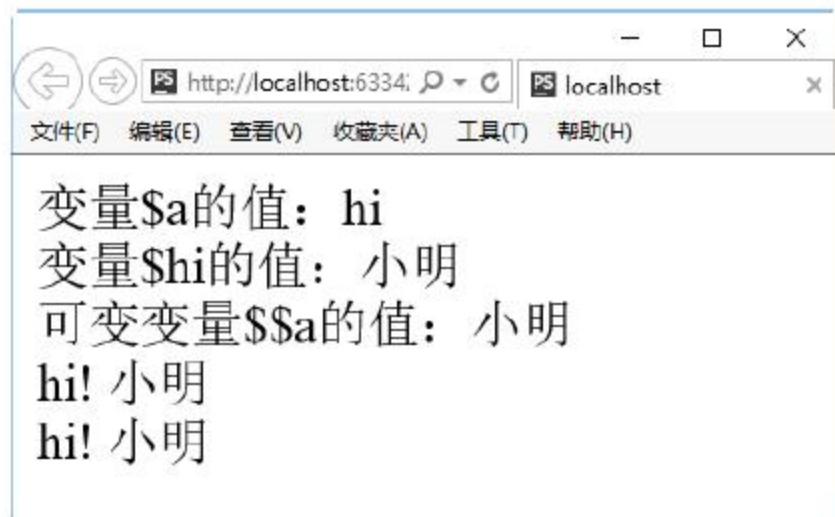 http://localhost:6334
localhost
文件(F) 编辑(E) 查看(V) 收藏夹(A) 工具(T) 帮助(H)
变量$a的值：hi
变量$hi的值：小明
可变变量$$a的值：小明
hi! 小明
hi! 小明